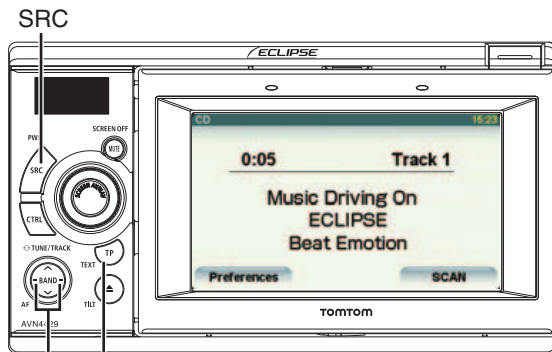 SRC
ECLIPSE
SCREEN OFF
PWR
MUTE
SRC
CTRL
TUNE/TRACK
BAND
AF
TEXT
TP
TILT
CD
15:23
0:05 Track 1
Music Driving On
ECLIPSE
Beat Emotion
Preferences SCAN
TOMTOM